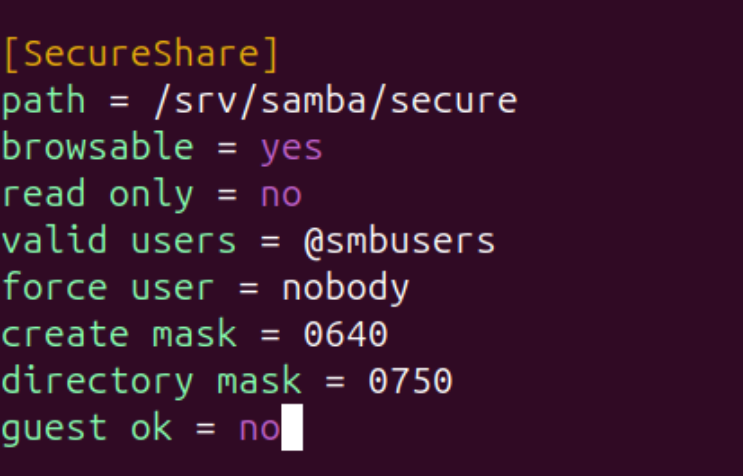 [SecureShare]
path = /srv/samba/secure
browsable = yes
read only = no
valid users = @smbusers
force user = nobody
create mask = 0640
directory mask = 0750
guest ok = no